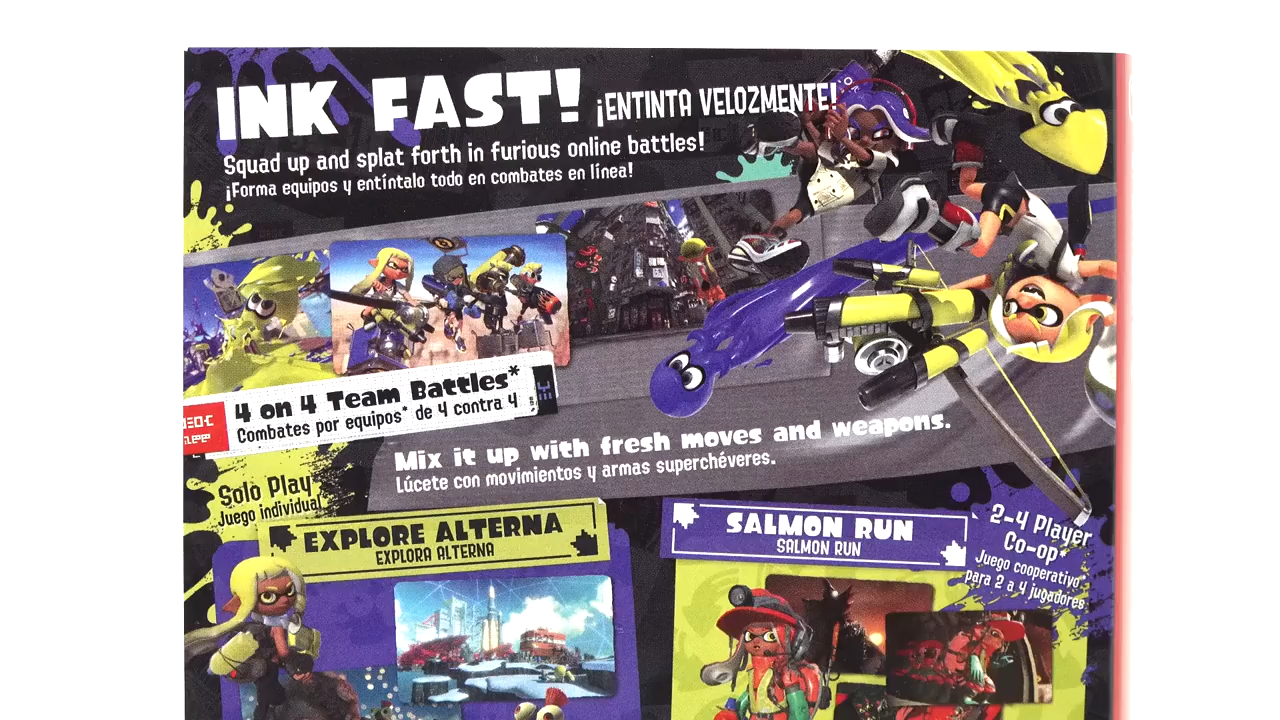 INK FAST! ¡ENTINTA VELOZMENTE!
Squad up and splat forth in furious online battles!
¡Forma equipos y entíntalo todo en combates en línea!
4 on 4 Team Battles*
Combates por equipos* de 4 contra 4
Mix it up with fresh moves and weapons.
Lúcete con movimientos y armas superchéveres.
Solo Play
Juego individual
EXPLORE ALTERNA
EXPLORA ALTERNA
SALMON RUN
SALMON RUN
2-4 Player
Co-op*
Juego cooperativo*
para 2 a 4 jugadores